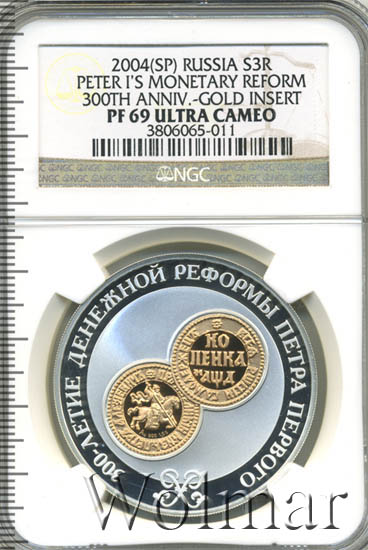 2004(SP) RUSSIA S3R
PETER I'S MONETARY REFORM
300TH ANNIV.-GOLD INSERT
PF 69 ULTRA CAMEO
3806065-011
NGC
300-ЛЕТИЕ ДЕНЕЖНОЙ РЕФОРМЫ ПЕТРА ПЕРВОГО
КО
ПЕИКА
Wolmar